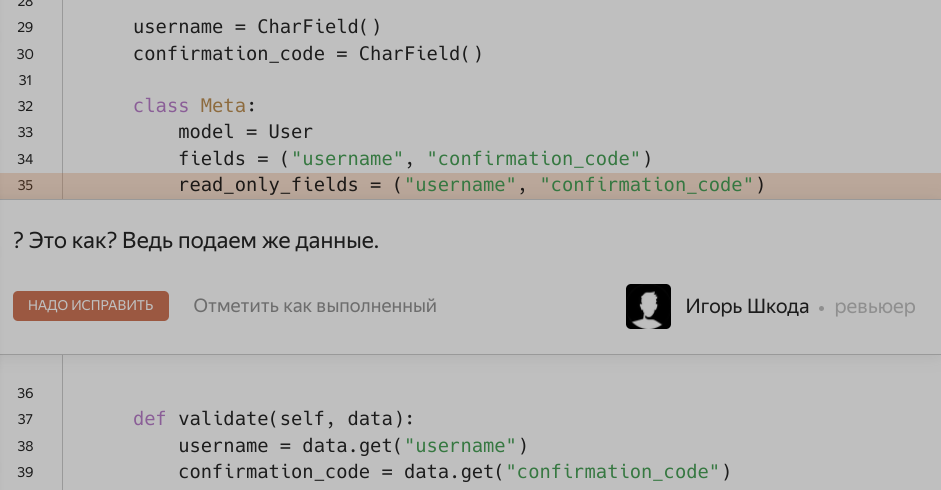 28
29 username = CharField()
30 confirmation_code = CharField()
31
32 class Meta:
33 model = User
34 fields = ("username", "confirmation_code")
35 read_only_fields = ("username", "confirmation_code")
? Это как? Ведь подаем же данные.
НАДО ИСПРАВИТЬ Отметить как выполненный Игорь Шкода • ревьюер
36
37 def validate(self, data):
38 username = data.get("username")
39 confirmation_code = data.get("confirmation_code")